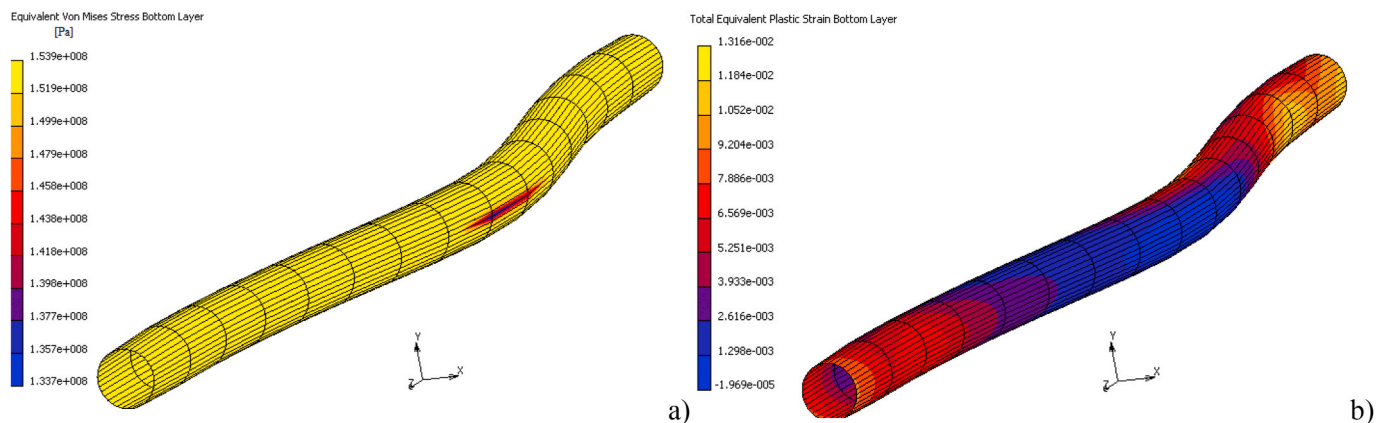 Equivalent Von Mises Stress Bottom Layer
[Pa]
1.539e+008
1.519e+008
1.499e+008
1.479e+008
1.458e+008
1.438e+008
1.418e+008
1.398e+008
1.377e+008
1.357e+008
1.337e+008
Y
Z
X
a)
Total Equivalent Plastic Strain Bottom Layer
1.316e-002
1.184e-002
1.052e-002
9.204e-003
7.886e-003
6.569e-003
5.251e-003
3.933e-003
2.616e-003
1.298e-003
-1.969e-005
Y
Z
X
b)